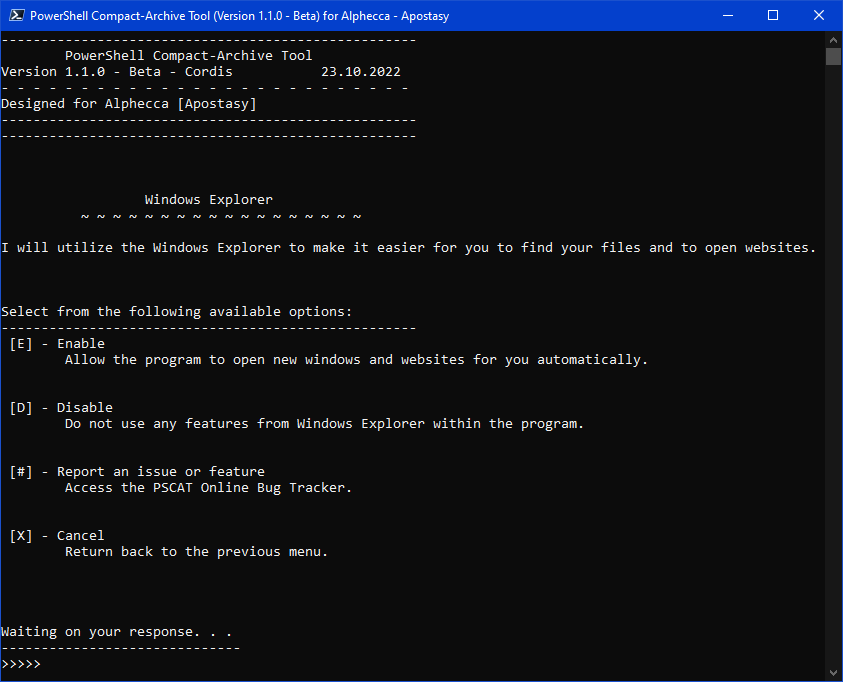 PowerShell Compact-Archive Tool (Version 1.1.0 - Beta) for Alphecca - Apostasy
----------------------------------------------------
PowerShell Compact-Archive Tool
Version 1.1.0 - Beta - Cordis 23.10.2022
- - - - - - - - - - - - - - - - - - - - - - - - - -
Designed for Alphecca [Apostasy]
----------------------------------------------------
----------------------------------------------------
Windows Explorer
~ ~ ~ ~ ~ ~ ~ ~ ~ ~ ~ ~ ~ ~ ~ ~ ~ ~
I will utilize the Windows Explorer to make it easier for you to find your files and to open websites.
Select from the following available options:
----------------------------------------------------
[E] - Enable
Allow the program to open new windows and websites for you automatically.
[D] - Disable
Do not use any features from Windows Explorer within the program.
[#] - Report an issue or feature
Access the PSCAT Online Bug Tracker.
[X] - Cancel
Return back to the previous menu.
Waiting on your response. . .
------------------------------
>>>>>